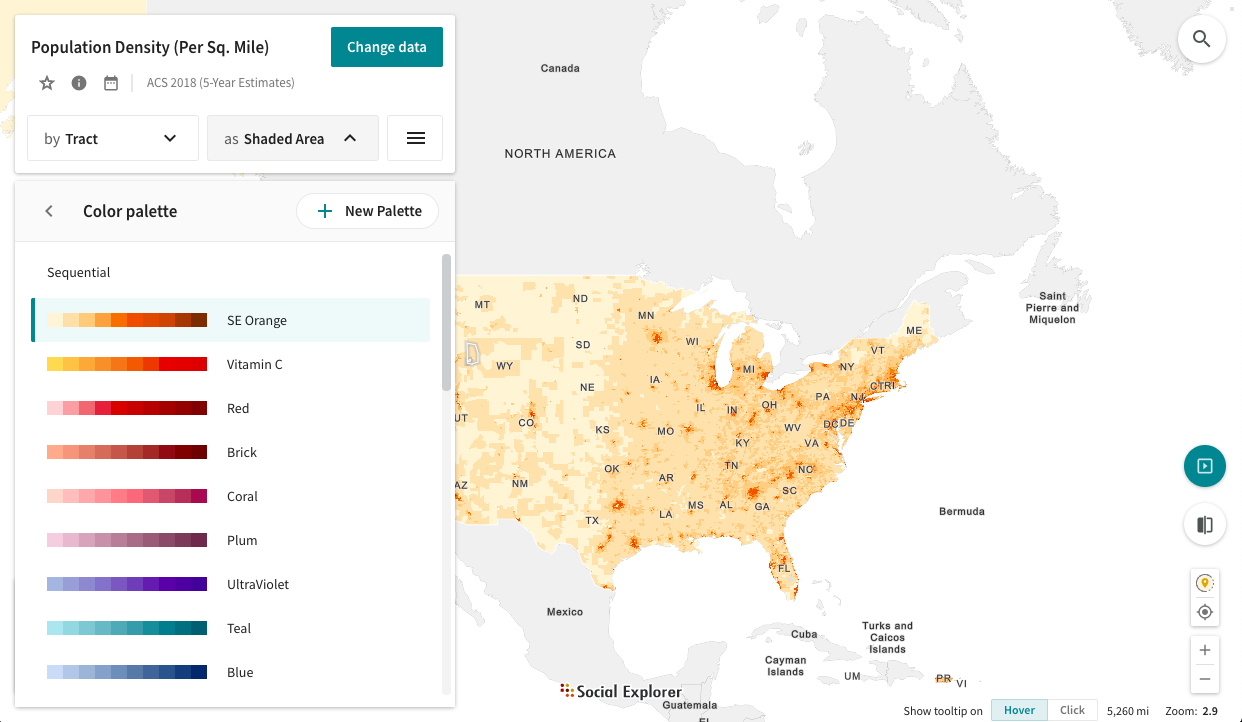 Population Density (Per Sq. Mile)
Change data
ACS 2018 (5-Year Estimates)
by Tract
as Shaded Area
Color palette
New Palette
Sequential
SE Orange
Vitamin C
Red
Brick
Coral
Plum
UltraViolet
Teal
Blue
Canada
NORTH AMERICA
Saint
Pierre and
Miquelon
MT
ND
MN
ME
WI
VT
SD
WY
MI
NY
IA
CT
RI
NE
PA
NJ
IL
IN
OH
UT
CO
DC
DE
KS
MO
WV
KY
VA
TN
OK
NC
AZ
NM
AR
SC
MS
AL
GA
LA
TX
Bermuda
FL
Mexico
Cuba
Turks and
Caicos
Islands
Cayman
Islands
UM
PR
VI
Social Explorer
Guatemala
EL
Show tooltip on
Hover
Click
5,260 mi
Zoom: 2.9